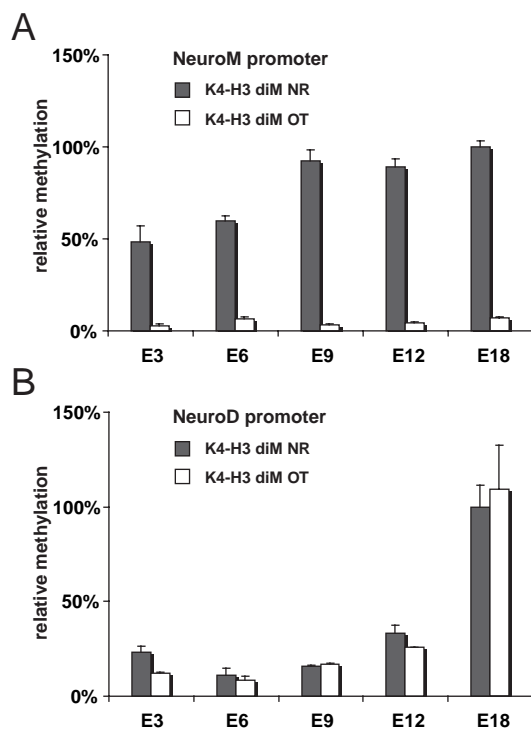 A
NeuroM promoter
K4-H3 diM NR
K4-H3 diM OT
relative methylation
150%
100%
50%
0%
E3 E6 E9 E12 E18
B
NeuroD promoter
K4-H3 diM NR
K4-H3 diM OT
relative methylation
150%
100%
50%
0%
E3 E6 E9 E12 E18